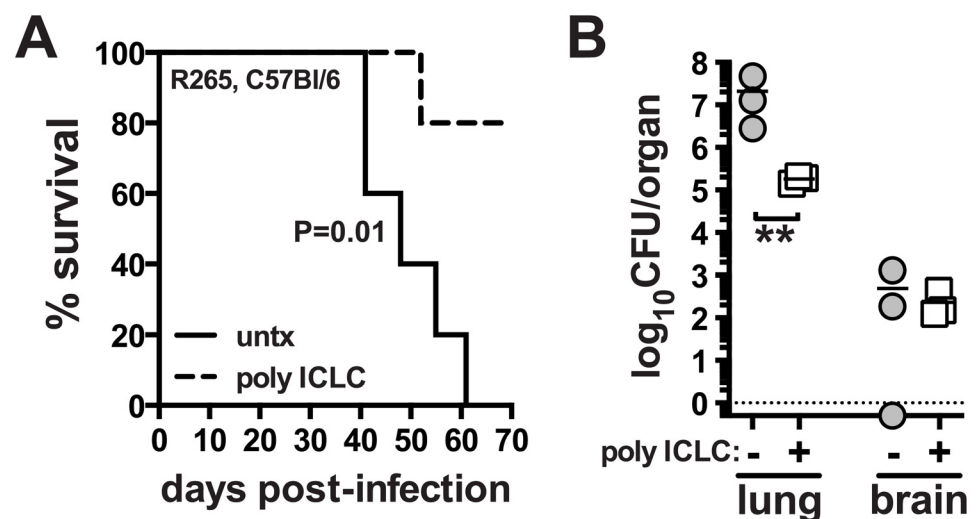 A
100
80
60
40
20
0
% survival
R265, C57Bl/6
P=0.01
untx
poly ICLC
0 10 20 30 40 50 60 70
days post-infection
B
8
7
6
5
4
3
2
1
0
log10CFU/organ
**
poly ICLC: - + - +
lung brain